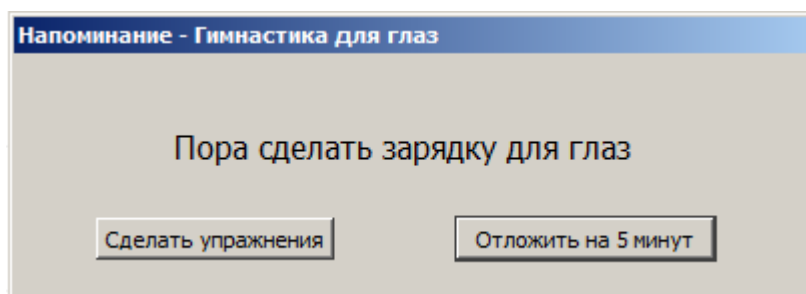 Напоминание - Гимнастика для глаз
Пора сделать зарядку для глаз
Сделать упражнения
Отложить на 5 минут